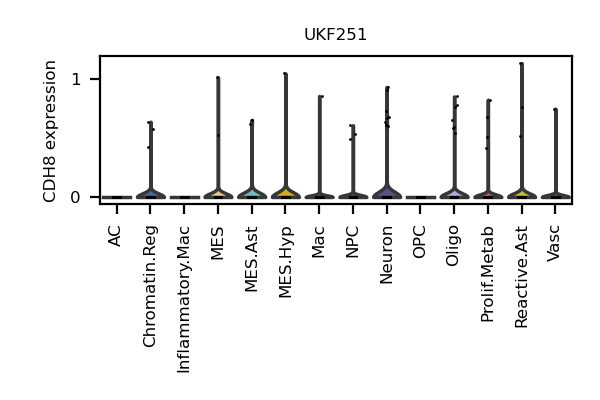 UKF251
CDH8 expression
1
0
AC
Chromatin.Reg
Inflammatory.Mac
MES
MES.Ast
MES.Hyp
Mac
NPC
Neuron
OPC
Oligo
Prolif.Metab
Reactive.Ast
Vasc